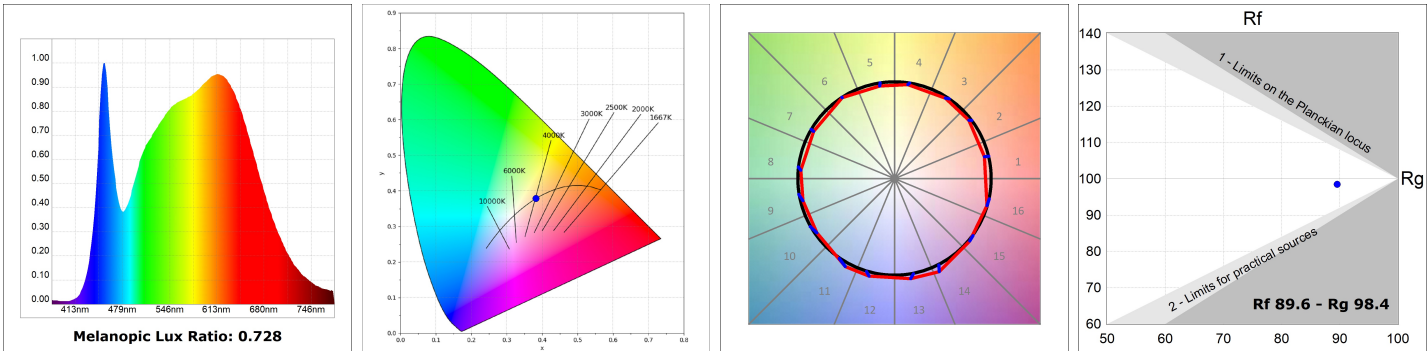 1.00
0.90
0.80
0.70
0.60
0.50
0.40
0.30
0.20
0.10
0.00
413nm 479nm 546nm 613nm 680nm 746nm
Melanopic Lux Ratio: 0.728
0.9
0.8
0.7
0.6
0.5
0.4
0.3
0.2
0.1
0.0
y
0.0 0.1 0.2 0.3 0.4 0.5 0.6 0.7 0.8
x
10000K
6000K
4000K
3000K
2500K
2000K
1667K
1
2
3
4
5
6
7
8
9
10
11
12
13
14
15
16
Rf
140
130
120
110
100
90
80
70
60
50 60 70 80 90 100
Rg
1 - Limits on the Planckian locus
2 - Limits for practical sources
Rf 89.6 - Rg 98.4